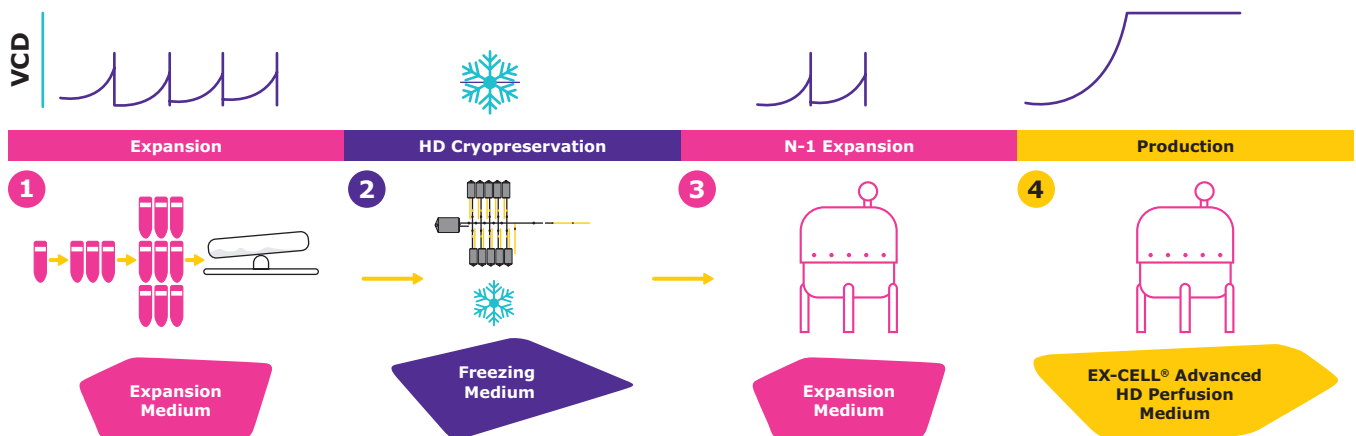 VCD
Expansion
HD Cryopreservation
N-1 Expansion
Production
1
2
3
4
Expansion
Medium
Freezing
Medium
Expansion
Medium
EX-CELL® Advanced
HD Perfusion
Medium